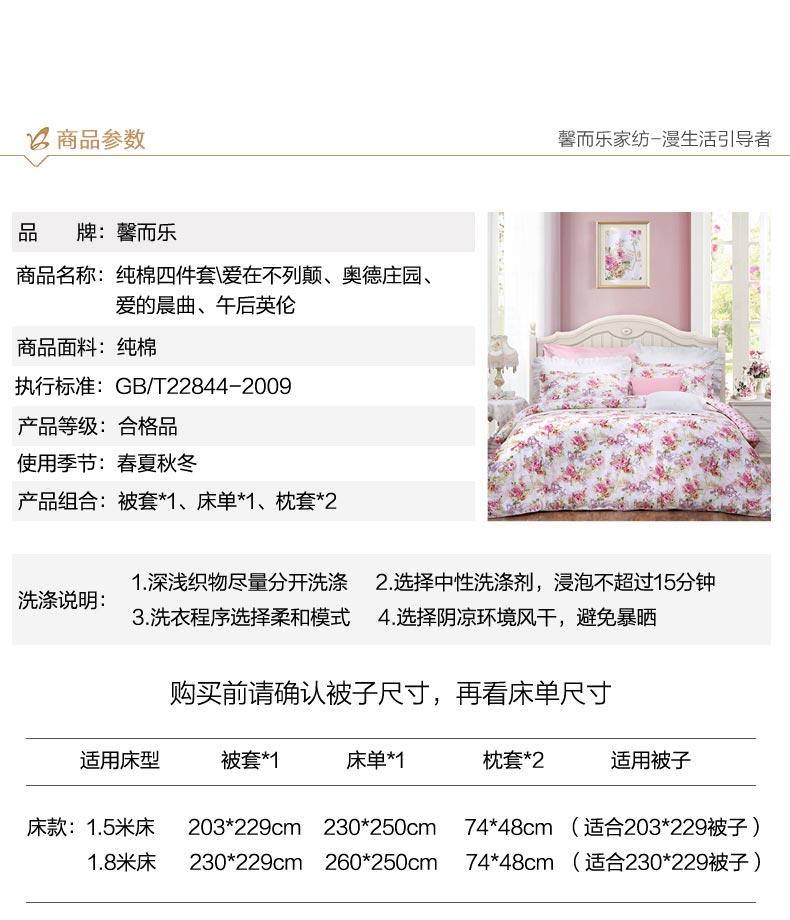 商品参数
馨而乐家纺-漫生活引导者
品 牌：馨而乐
商品名称：纯棉四件套\爱在不列颠、奥德庄园、
爱的晨曲、午后英伦
商品面料：纯棉
执行标准：GB/T22844-2009
产品等级：合格品
使用季节：春夏秋冬
产品组合：被套*1、床单*1、枕套*2
洗涤说明：
1.深浅织物尽量分开洗涤 2.选择中性洗涤剂，浸泡不超过15分钟
3.洗衣程序选择柔和模式 4.选择阴凉环境风干，避免暴晒
购买前请确认被子尺寸，再看床单尺寸
适用床型 被套*1 床单*1 枕套*2 适用被子
床款：1.5米床 203*229cm 230*250cm 74*48cm （适合203*229被子）
1.8米床 230*229cm 260*250cm 74*48cm （适合230*229被子）